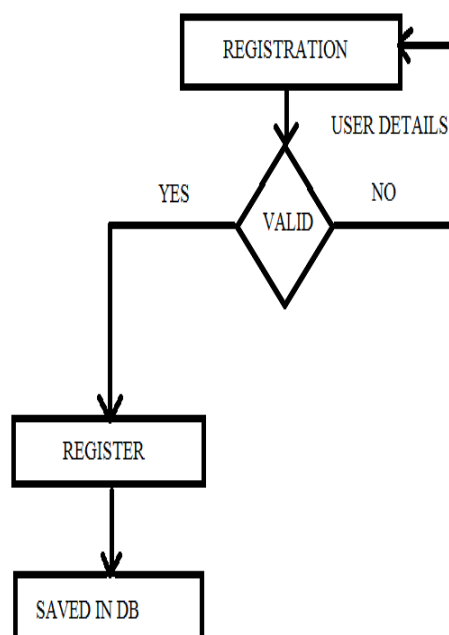 REGISTRATION
USER DETAILS
YES
VALID
NO
REGISTER
SAVED IN DB